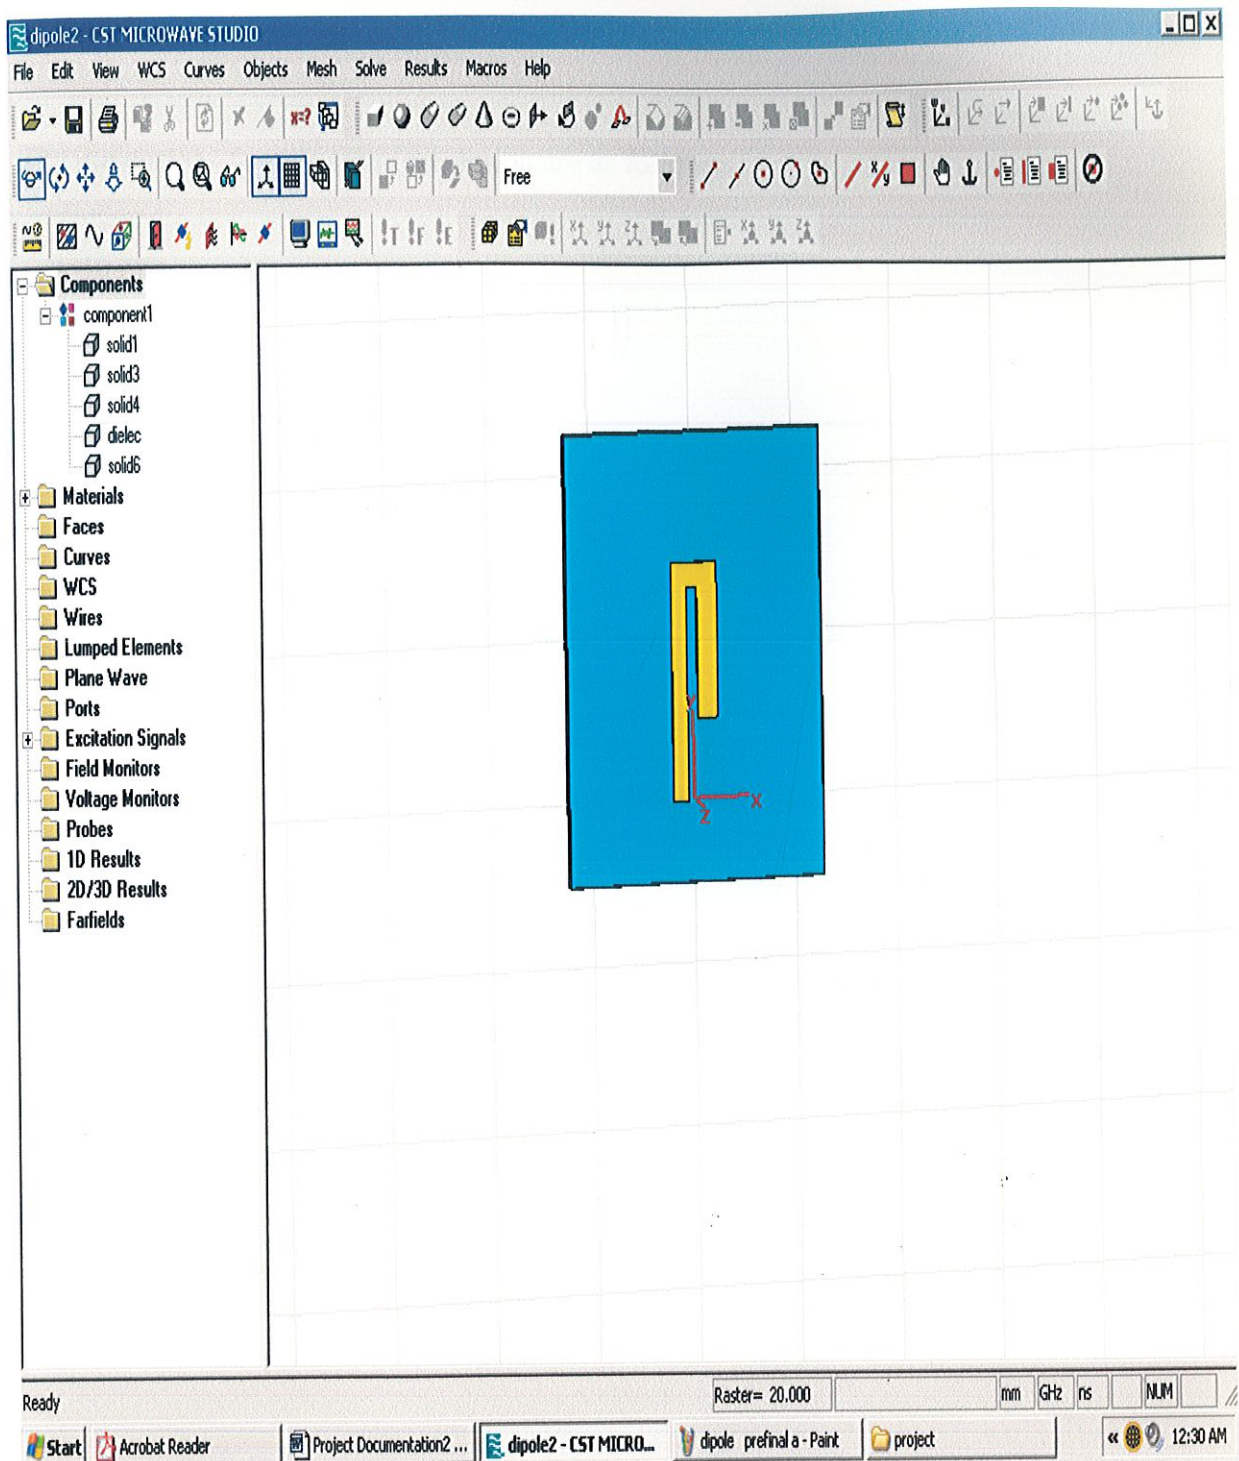 dipole2 - CST MICROWAVE STUDIO
File Edit View WCS Curves Objects Mesh Solve Results Macros Help
Free
Components
component1
solid1
solid3
solid4
dielec
solid6
Materials
Faces
Curves
WCS
Wires
Lumped Elements
Plane Wave
Ports
Excitation Signals
Field Monitors
Voltage Monitors
Probes
1D Results
2D/3D Results
Farfields
Y
X
Z
Ready
Raster= 20.000
mm GHz ns NUM
Start Acrobat Reader Project Documentation2 ... dipole2 - CST MICRO... dipole prefinal a - Paint project « 12:30 AM